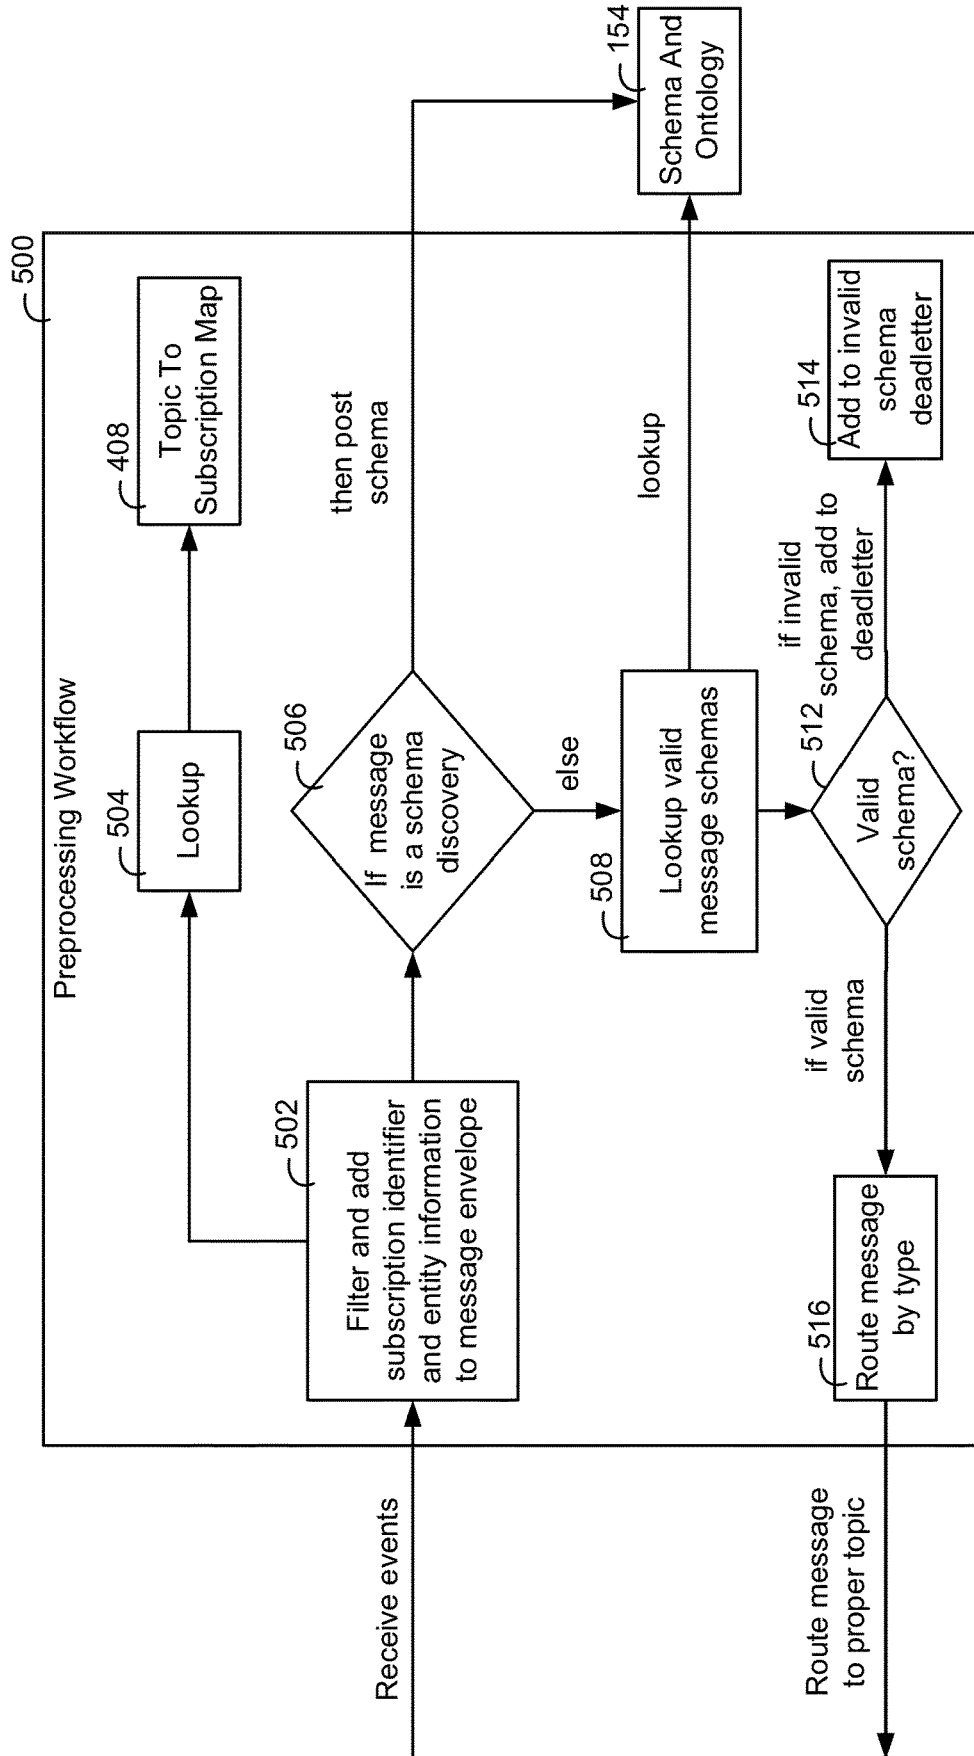 500
Preprocessing Workflow
504
Lookup
408
Topic To
Subscription Map
Receive events
502
Filter and add
subscription identifier
and entity information
to message envelope
506
If message
is a schema
discovery
then post
schema
else
508
Lookup valid
message schemas
lookup
154
Schema And
Ontology
512
Valid
schema?
if invalid
schema, add to
deadletter
514
Add to invalid
schema
deadletter
if valid
schema
516
Route message
by type
Route message
to proper topic